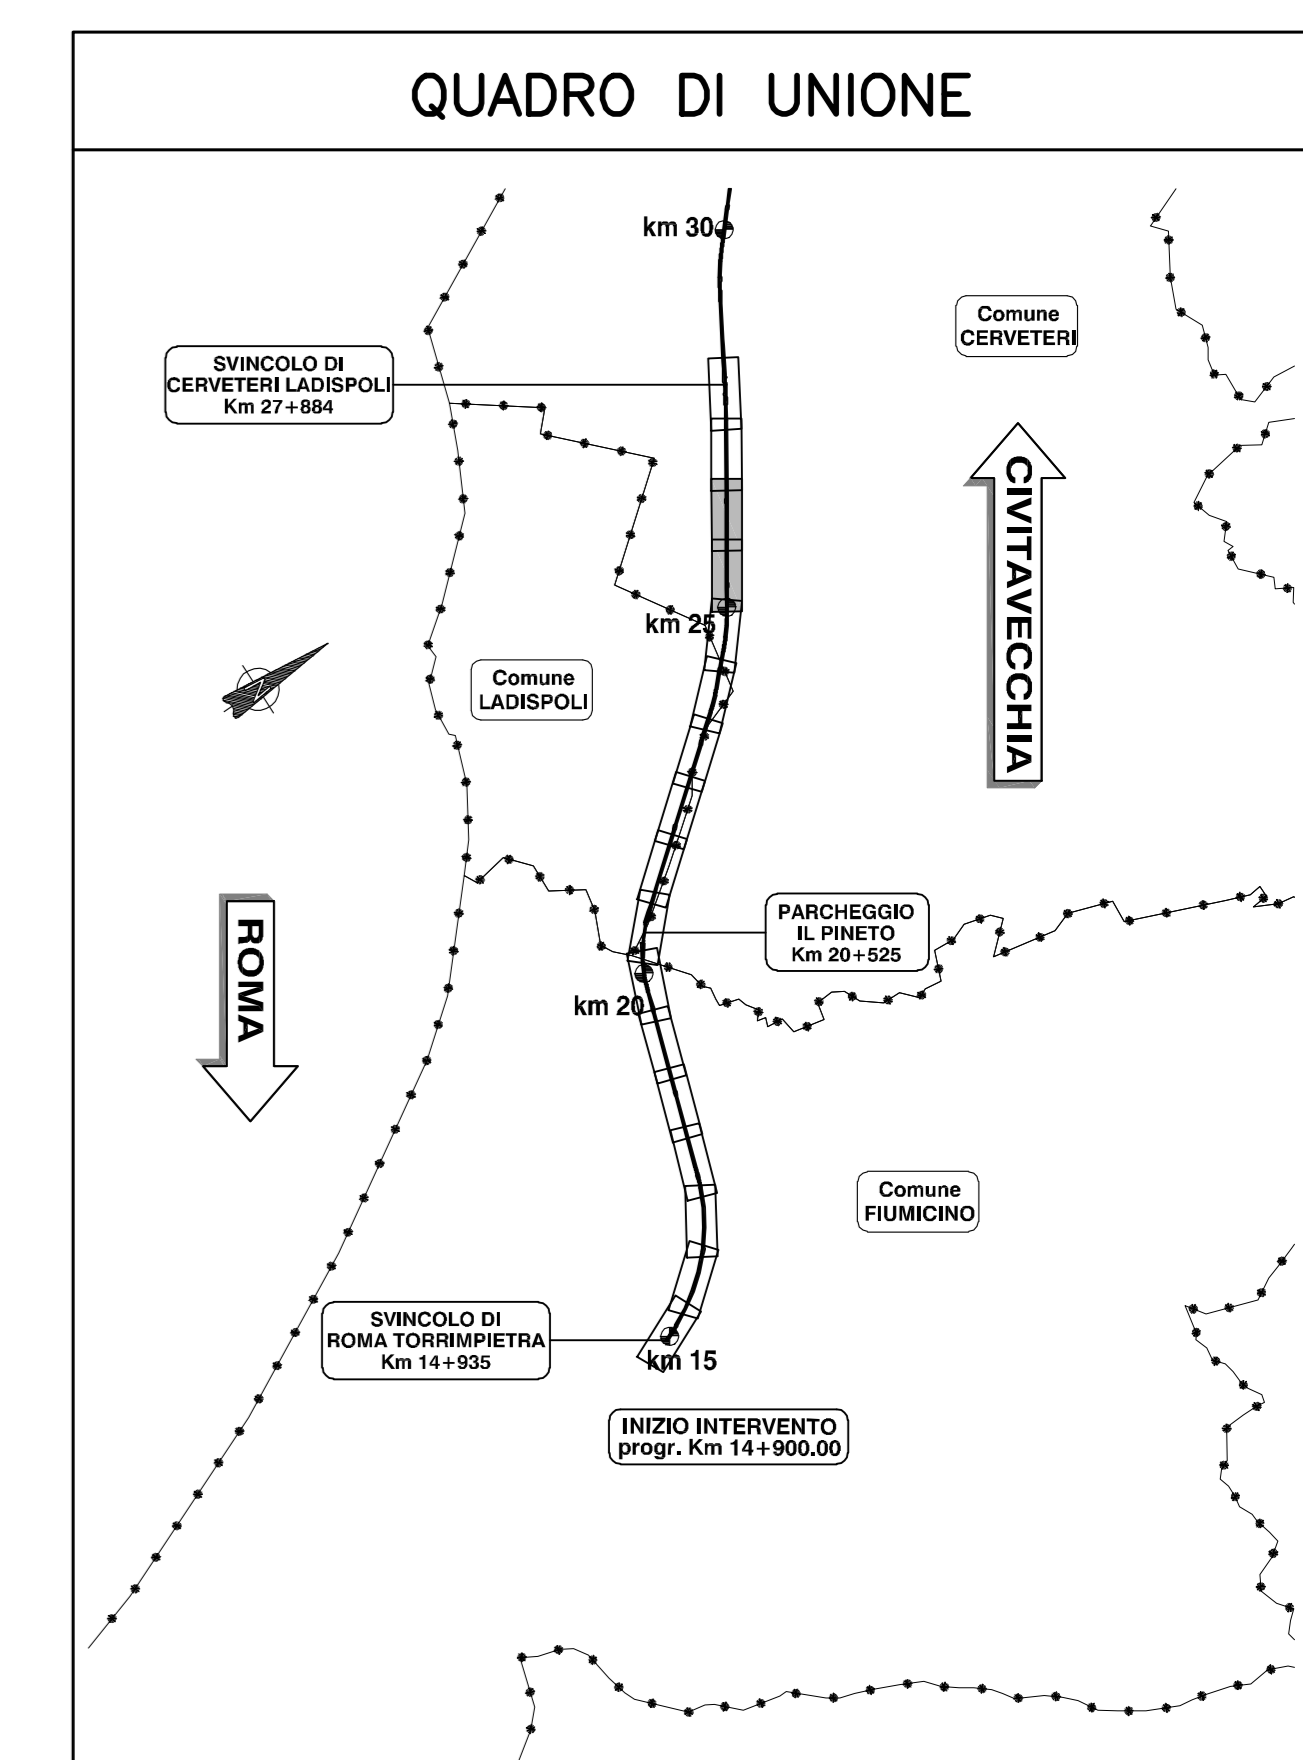 QUADRO DI UNIONE
km 30
Comune
CERVETERI
SVINCOLO DI
CERVETERI LADISPOLI
Km 27+884
CIVITAVECCHIA
km 25
Comune
LADISPOLI
N
ROMA
PARCHEGGIO
IL PINETO
Km 20+525
km 20
Comune
FIUMICINO
SVINCOLO DI
ROMA TORRIMPIETRA
Km 14+935
km 15
INIZIO INTERVENTO
progr. Km 14+900.00